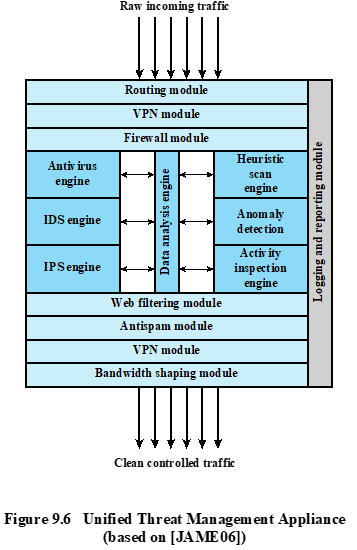 Raw incoming traffic
Routing module
VPN module
Firewall module
Antivirus
engine
IDS engine
IPS engine
Data analysis engine
Heuristic
scan
engine
Anomaly
detection
Activity
inspection
engine
Logging and reporting module
Web filtering module
Antispam module
VPN module
Bandwidth shaping module
Clean controlled traffic
Figure 9.6 Unified Threat Management Appliance
(based on [JAME06])